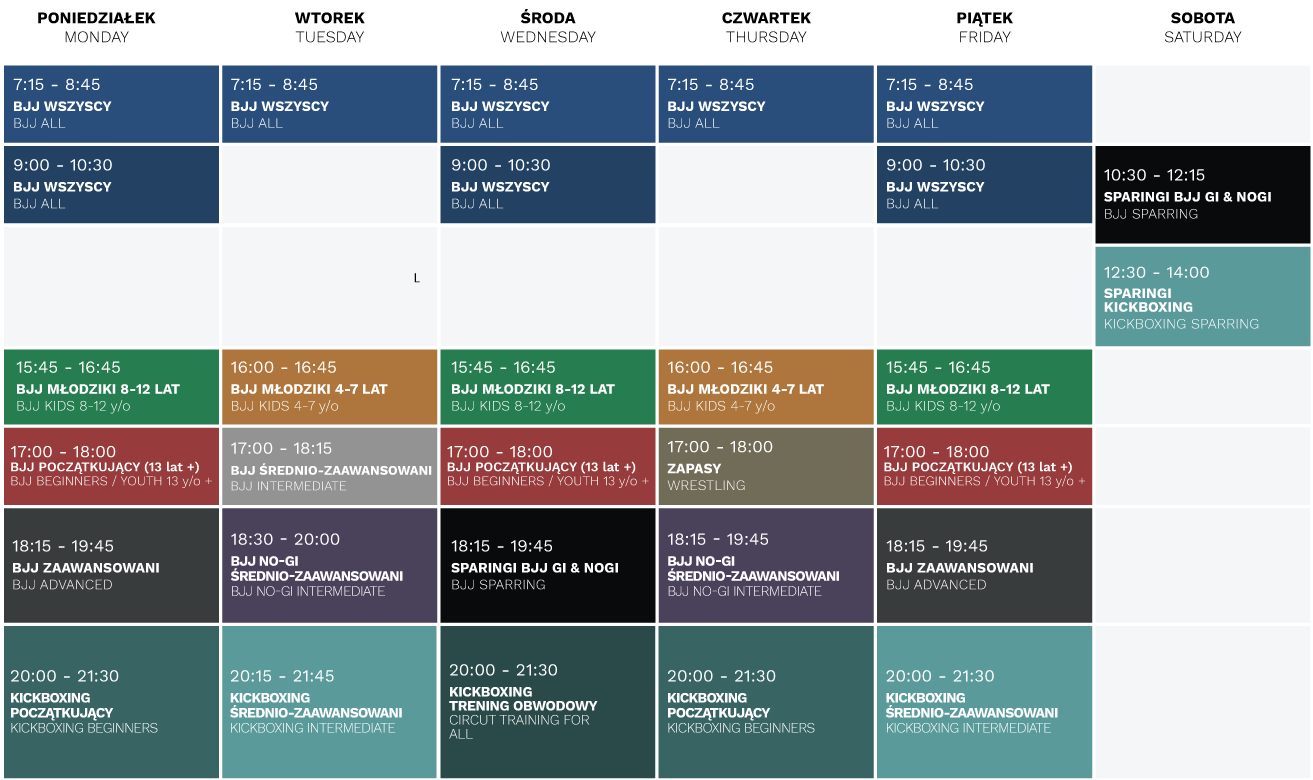 PONIEDZIAŁEK
MONDAY
WTOREK
TUESDAY
ŚRODA
WEDNESDAY
CZWARTEK
THURSDAY
PIĄTEK
FRIDAY
SOBOTA
SATURDAY
7:15 - 8:45
BJJ WSZYSCY
BJJ ALL
7:15 - 8:45
BJJ WSZYSCY
BJJ ALL
7:15 - 8:45
BJJ WSZYSCY
BJJ ALL
7:15 - 8:45
BJJ WSZYSCY
BJJ ALL
7:15 - 8:45
BJJ WSZYSCY
BJJ ALL
9:00 - 10:30
BJJ WSZYSCY
BJJ ALL
9:00 - 10:30
BJJ WSZYSCY
BJJ ALL
9:00 - 10:30
BJJ WSZYSCY
BJJ ALL
10:30 - 12:15
SPARINGI BJJ GI & NOGI
BJJ SPARRING
L
12:30 - 14:00
SPARINGI
KICKBOXING
KICKBOXING SPARRING
15:45 - 16:45
BJJ MŁODZIKI 8-12 LAT
BJJ KIDS 8-12 y/o
16:00 - 16:45
BJJ MŁODZIKI 4-7 LAT
BJJ KIDS 4-7 y/o
15:45 - 16:45
BJJ MŁODZIKI 8-12 LAT
BJJ KIDS 8-12 y/o
16:00 - 16:45
BJJ MŁODZIKI 4-7 LAT
BJJ KIDS 4-7 y/o
15:45 - 16:45
BJJ MŁODZIKI 8-12 LAT
BJJ KIDS 8-12 y/o
17:00 - 18:00
BJJ POCZĄTKUJĄCY (13 lat +)
BJJ BEGINNERS / YOUTH 13 y/o +
17:00 - 18:15
BJJ ŚREDNIO-ZAAWANSOWANI
BJJ INTERMEDIATE
17:00 - 18:00
BJJ POCZĄTKUJĄCY (13 lat +)
BJJ BEGINNERS / YOUTH 13 y/o +
17:00 - 18:00
ZAPASY
WRESTLING
17:00 - 18:00
BJJ POCZĄTKUJĄCY (13 lat +)
BJJ BEGINNERS / YOUTH 13 y/o +
18:15 - 19:45
BJJ ZAAWANSOWANI
BJJ ADVANCED
18:30 - 20:00
BJJ NO-GI
ŚREDNIO-ZAAWANSOWANI
BJJ NO-GI INTERMEDIATE
18:15 - 19:45
SPARINGI BJJ GI & NOGI
BJJ SPARRING
18:15 - 19:45
BJJ NO-GI
ŚREDNIO-ZAAWANSOWANI
BJJ NO-GI INTERMEDIATE
18:15 - 19:45
BJJ ZAAWANSOWANI
BJJ ADVANCED
20:00 - 21:30
KICKBOXING
POCZĄTKUJĄCY
KICKBOXING BEGINNERS
20:15 - 21:45
KICKBOXING
ŚREDNIO-ZAAWANSOWANI
KICKBOXING INTERMEDIATE
20:00 - 21:30
KICKBOXING
TRENING OBWODOWY
CIRCUT TRAINING FOR
ALL
20:00 - 21:30
KICKBOXING
POCZĄTKUJĄCY
KICKBOXING BEGINNERS
20:00 - 21:30
KICKBOXING
ŚREDNIO-ZAAWANSOWANI
KICKBOXING INTERMEDIATE